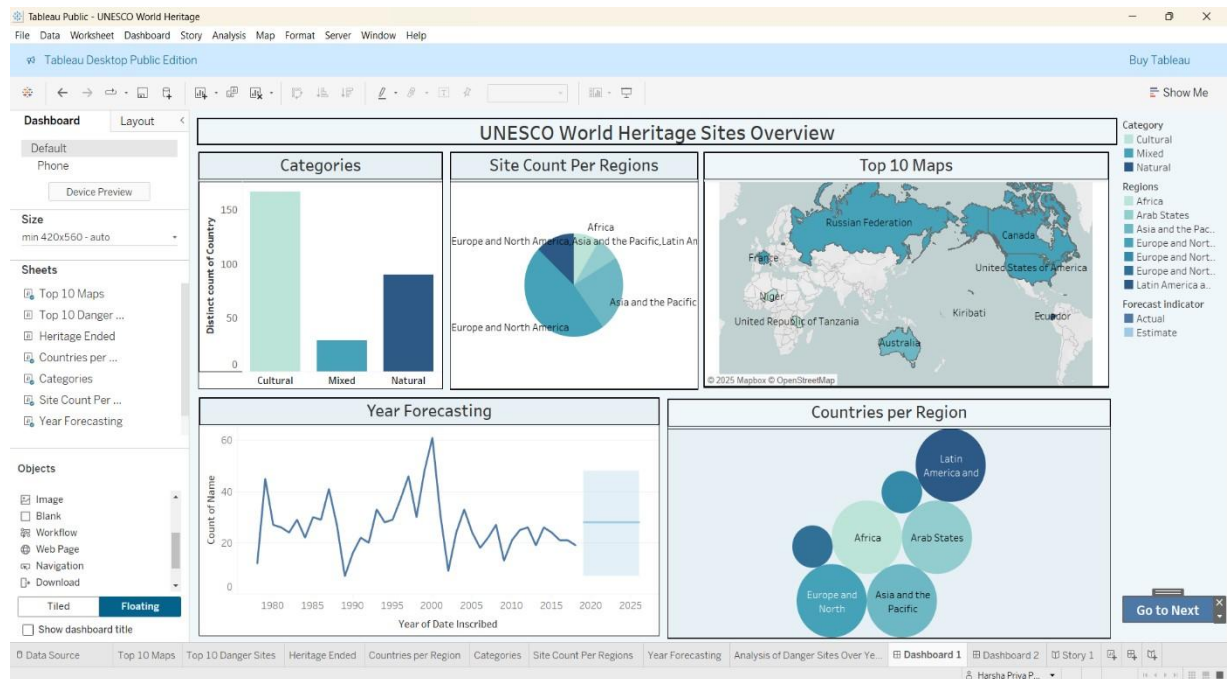 Tableau Public - UNESCO World Heritage
File Data Worksheet Dashboard Story Analysis Map Format Server Window Help
Tableau Desktop Public Edition
Buy Tableau
Show Me
Dashboard Layout
Default
Phone
Device Preview
Size
min 420x560 - auto
Sheets
Top 10 Maps
Top 10 Danger ...
Heritage Ended
Countries per ...
Categories
Site Count Per ...
Year Forecasting
Objects
Image
Blank
Workflow
Web Page
Navigation
Download
Tiled Floating
Show dashboard title
UNESCO World Heritage Sites Overview
Categories
Distinct count of Country
150
100
50
0
Cultural Mixed Natural
Site Count Per Regions
Africa
Europe and North America,Asia and the Pacific,Latin An
Asia and the Pacific
Europe and North America
Top 10 Maps
Russian Federation
Canada
France
United States of America
Niger
Kiribati
Ecuador
United Republic of Tanzania
Australia
© 2025 Mapbox © OpenStreetMap
Year Forecasting
Count of Name
60
40
20
0
1980 1985 1990 1995 2000 2005 2010 2015 2020 2025
Year of Date Inscribed
Countries per Region
Latin
America and
Africa
Arab States
Europe and
North
Asia and the
Pacific
Category
Cultural
Mixed
Natural
Regions
Africa
Arab States
Asia and the Pac..
Europe and Nort..
Europe and Nort..
Europe and Nort..
Latin America a..
Forecast indicator
Actual
Estimate
Go to Next
Data Source Top 10 Maps Top 10 Danger Sites Heritage Ended Countries per Region Categories Site Count Per Regions Year Forecasting Analysis of Danger Sites Over Ye... Dashboard 1 Dashboard 2 Story 1
Harsha Priya P...